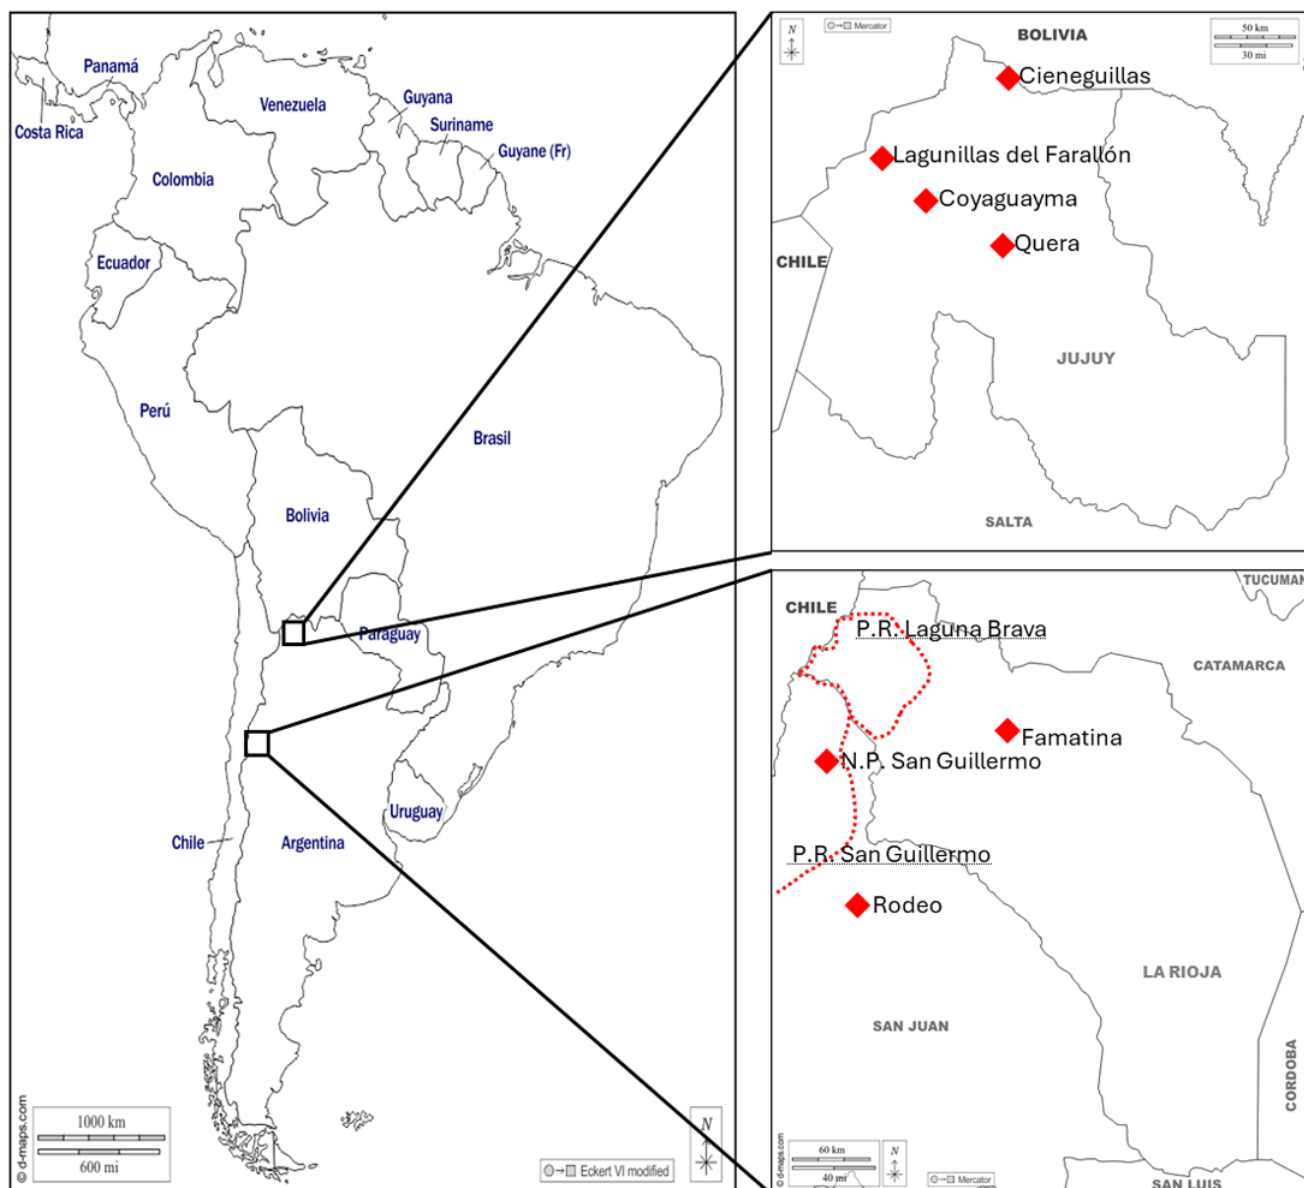 Panamá
Costa Rica
Venezuela
Guyana
Suriname
Guyane (Fr)
Colombia
Ecuador
Perú
Brasil
Bolivia
Paraguay
Chile
Argentina
Uruguay
1000 km
600 mi
© d-maps.com
Eckert VI modified
N
N
Mercator
BOLIVIA
50 km
30 mi
Cieneguillas
Lagunillas del Farallón
Coyaguayma
Quera
CHILE
JUJUY
SALTA
CHILE
P.R. Laguna Brava
TUCUMAN
CATAMARCA
Famatina
N.P. San Guillermo
P.R. San Guillermo
Rodeo
LA RIOJA
SAN JUAN
CORDOBA
60 km
40 mi
N
© d-maps.com
Mercator
SAN LUIS